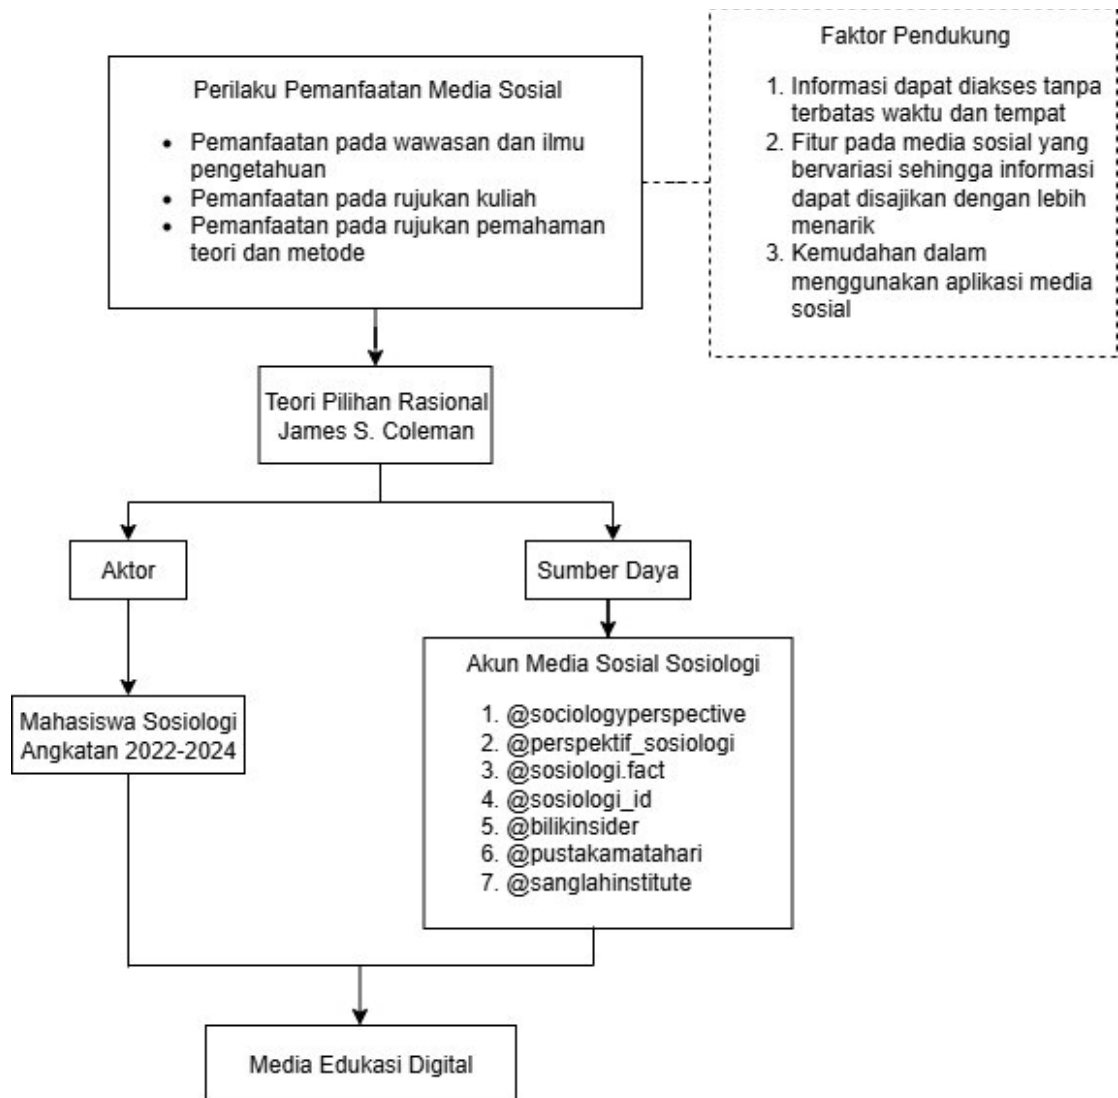 Perilaku Pemanfaatan Media Sosial
• Pemanfaatan pada wawasan dan ilmu
pengetahuan
• Pemanfaatan pada rujukan kuliah
• Pemanfaatan pada rujukan pemahaman
teori dan metode
Faktor Pendukung
1. Informasi dapat diakses tanpa
terbatas waktu dan tempat
2. Fitur pada media sosial yang
bervariasi sehingga informasi
dapat disajikan dengan lebih
menarik
3. Kemudahan dalam
menggunakan aplikasi media
sosial
Teori Pilihan Rasional
James S. Coleman
Aktor
Sumber Daya
Mahasiswa Sosiologi
Angkatan 2022-2024
Akun Media Sosial Sosiologi
1. @sociologyperspective
2. @perspektif_sosiologi
3. @sosiologi.fact
4. @sosiologi_id
5. @bilikinsider
6. @pustakamatahari
7. @sanglahinstitute
Media Edukasi Digital